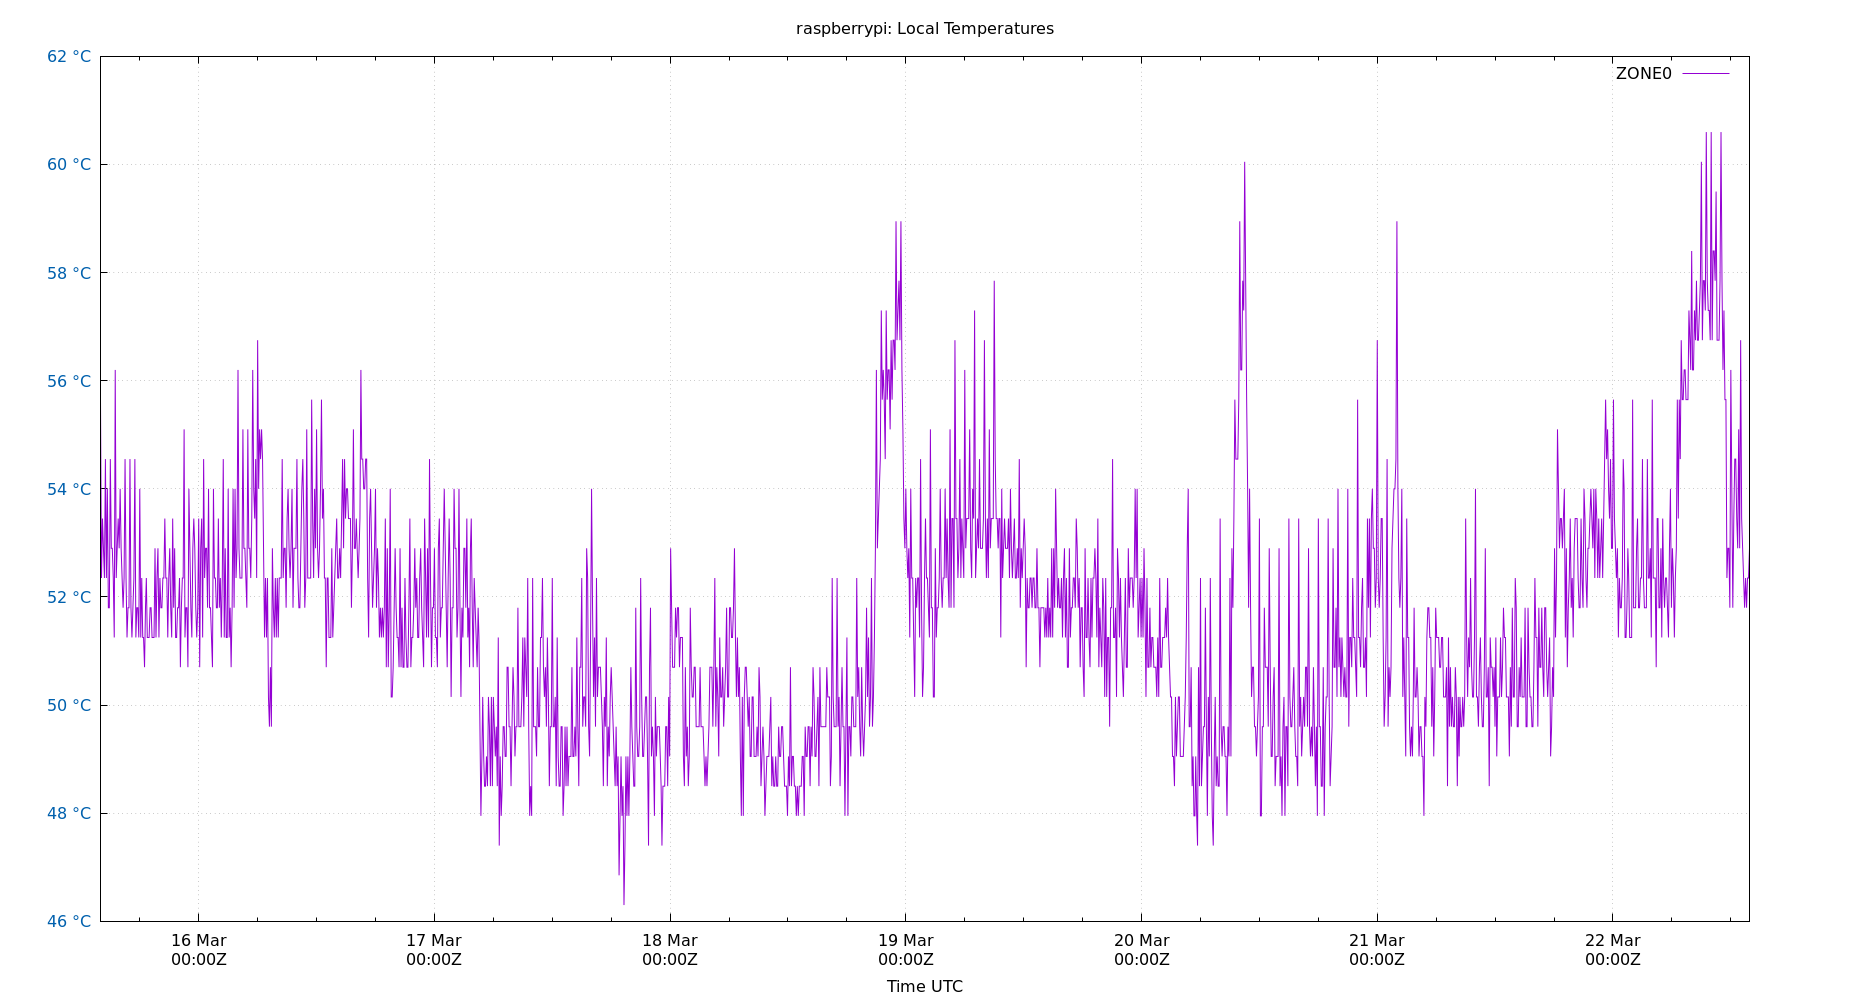 raspberrypi: Local Temperatures
62 °C
ZONE0
60 °C
58 °C
56 °C
54 °C
52 °C
50 °C
48 °C
46 °C
16 Mar 17 Mar 18 Mar 19 Mar 20 Mar 21 Mar 22 Mar
00:00Z 00:00Z 00:00Z 00:00Z 00:00Z 00:00Z 00:00Z
Time UTC